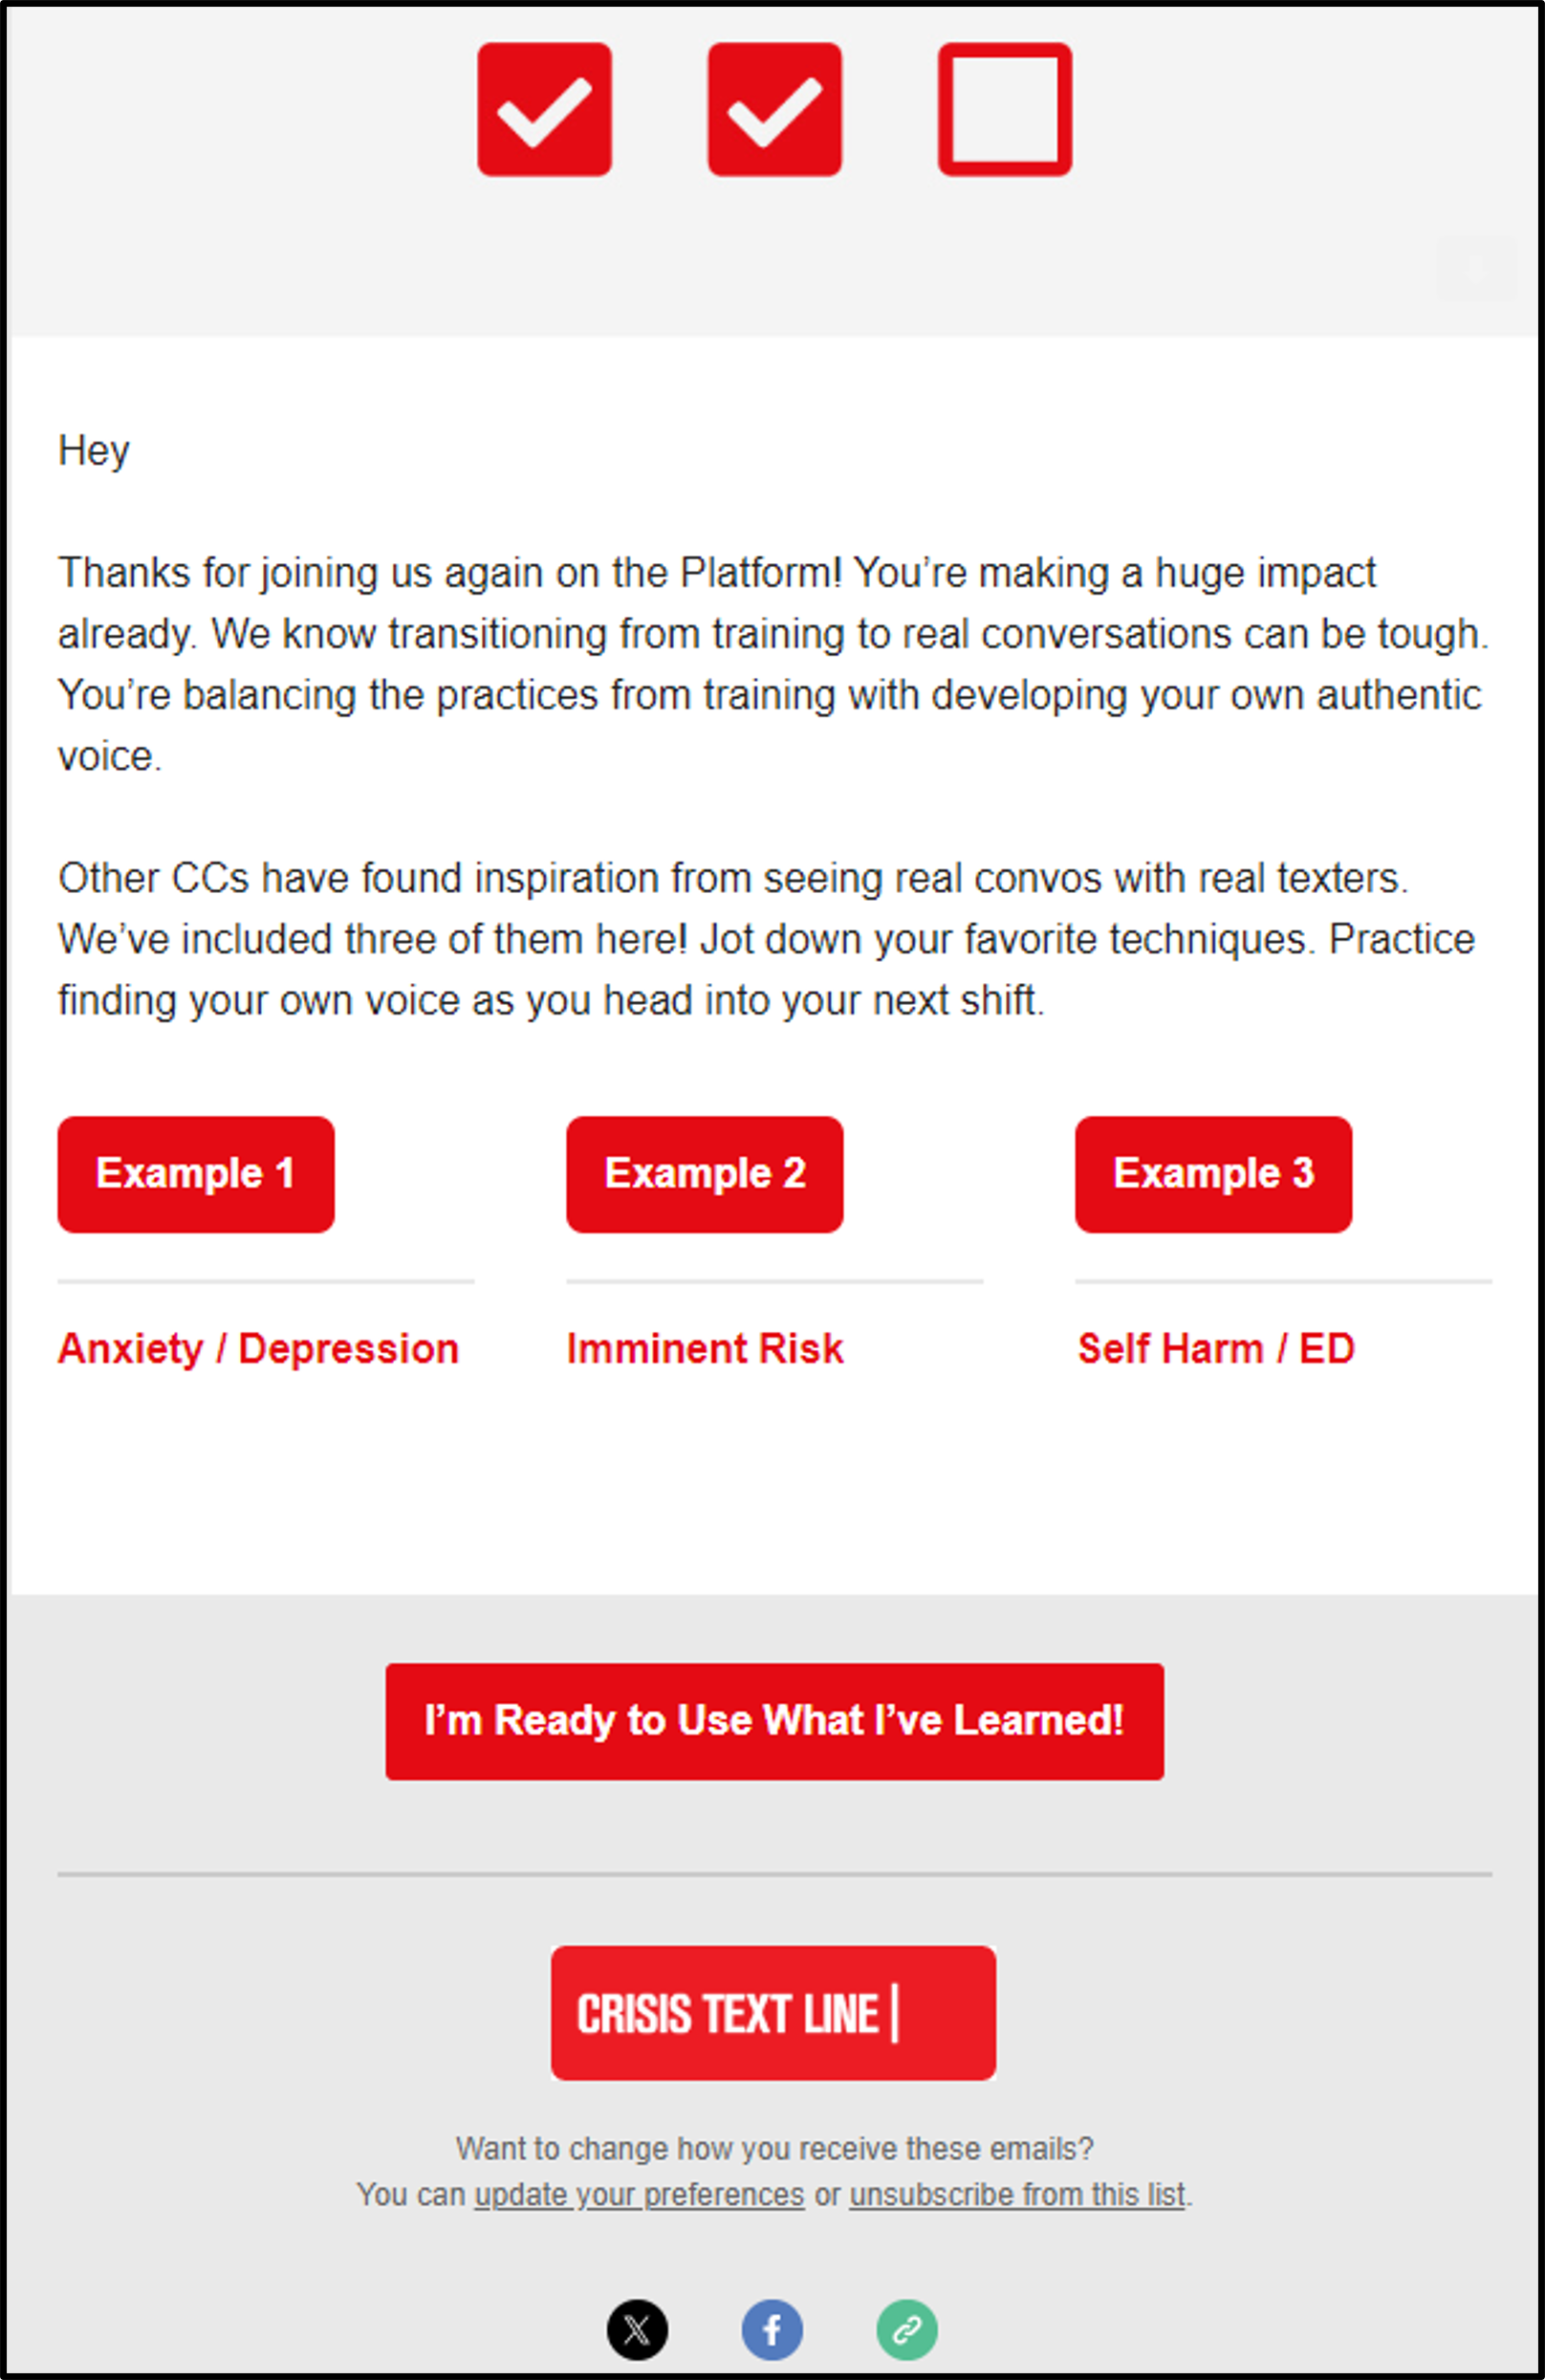 Hey
Thanks for joining us again on the Platform! You’re making a huge impact
already. We know transitioning from training to real conversations can be tough.
You’re balancing the practices from training with developing your own authentic
voice.
Other CCs have found inspiration from seeing real convos with real texters.
We’ve included three of them here! Jot down your favorite techniques. Practice
finding your own voice as you head into your next shift.
Example 1
Example 2
Example 3
Anxiety / Depression
Imminent Risk
Self Harm / ED
I’m Ready to Use What I’ve Learned!
CRISIS TEXT LINE |
Want to change how you receive these emails?
You can update your preferences or unsubscribe from this list.